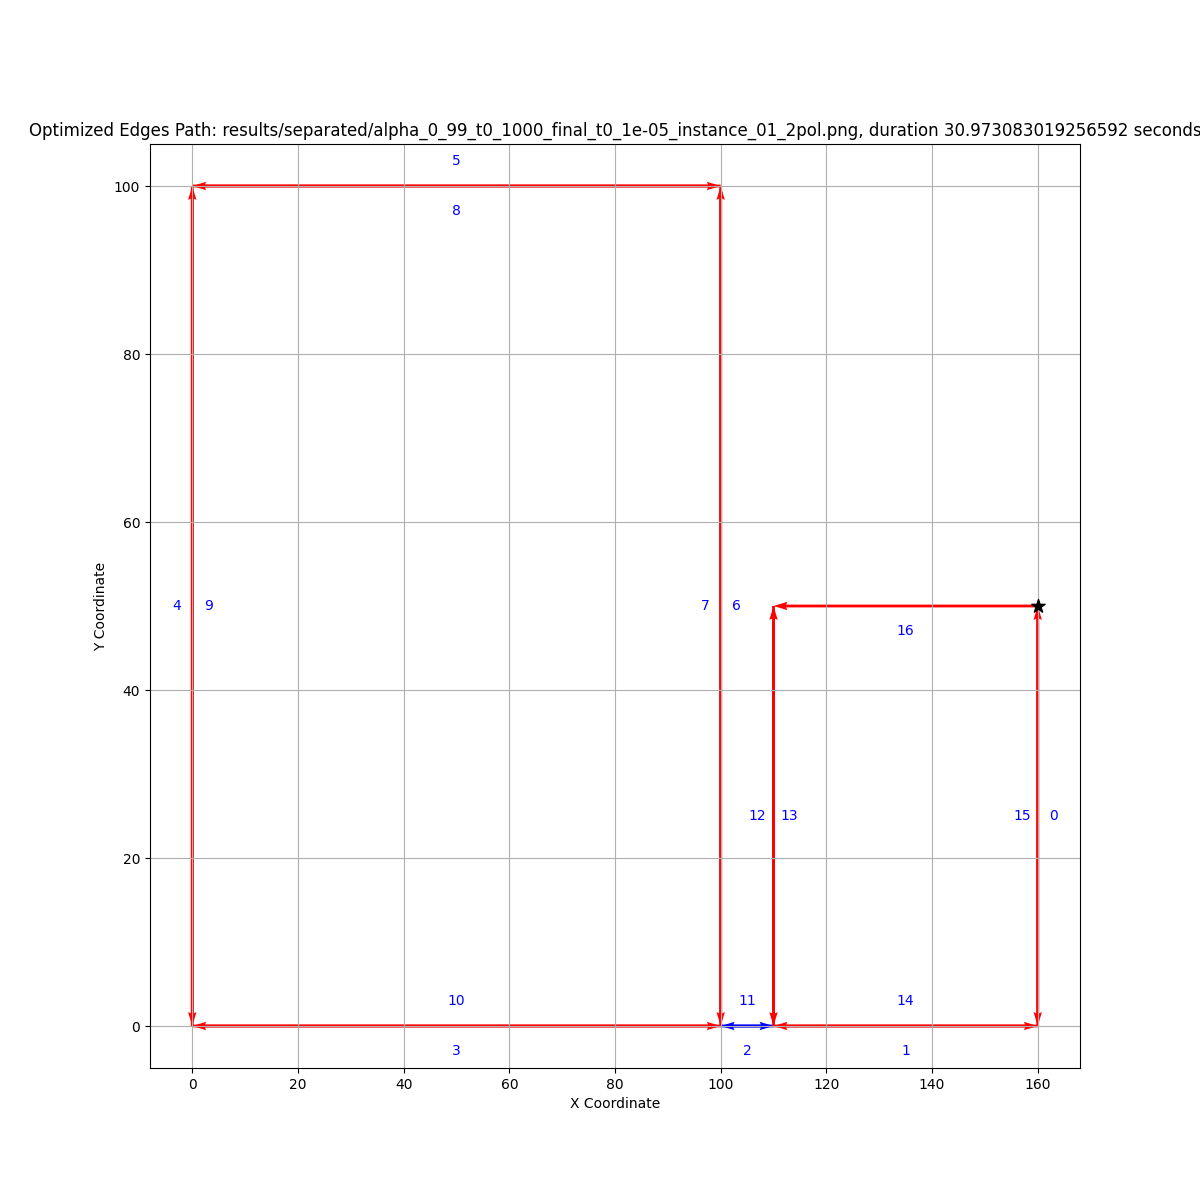 Optimized Edges Path: results/separated/alpha_0_99_t0_1000_final_t0_1e-05_instance_01_2pol.png, duration 30.973083019256592 seconds
5
100
8
80
60
4 9 7 6
16
40
12 13 15 0
20
10 11 14
0
3 2 1
0 20 40 60 80 100 120 140 160
X Coordinate
Y Coordinate